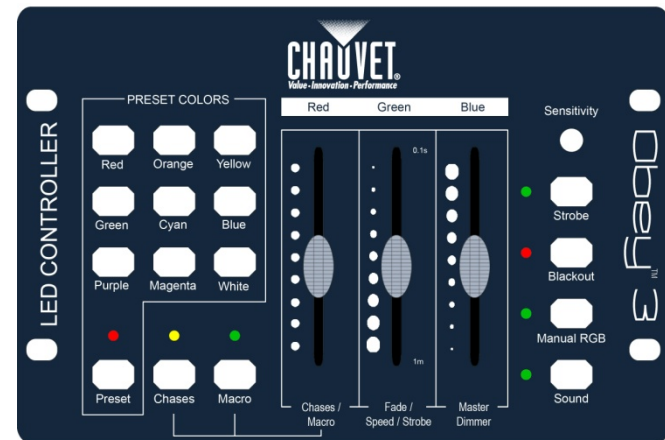 CHAUVET®
Value - Innovation - Performance
LED CONTROLLER
PRESET COLORS
Red Orange Yellow
Green Cyan Blue
Purple Magenta White
Preset Chases Macro
Red Green Blue
0.1s
1m
Chases /
Macro
Fade /
Speed / Strobe
Master
Dimmer
Sensitivity
Strobe
Blackout
Manual RGB
Sound
Obey™ 3